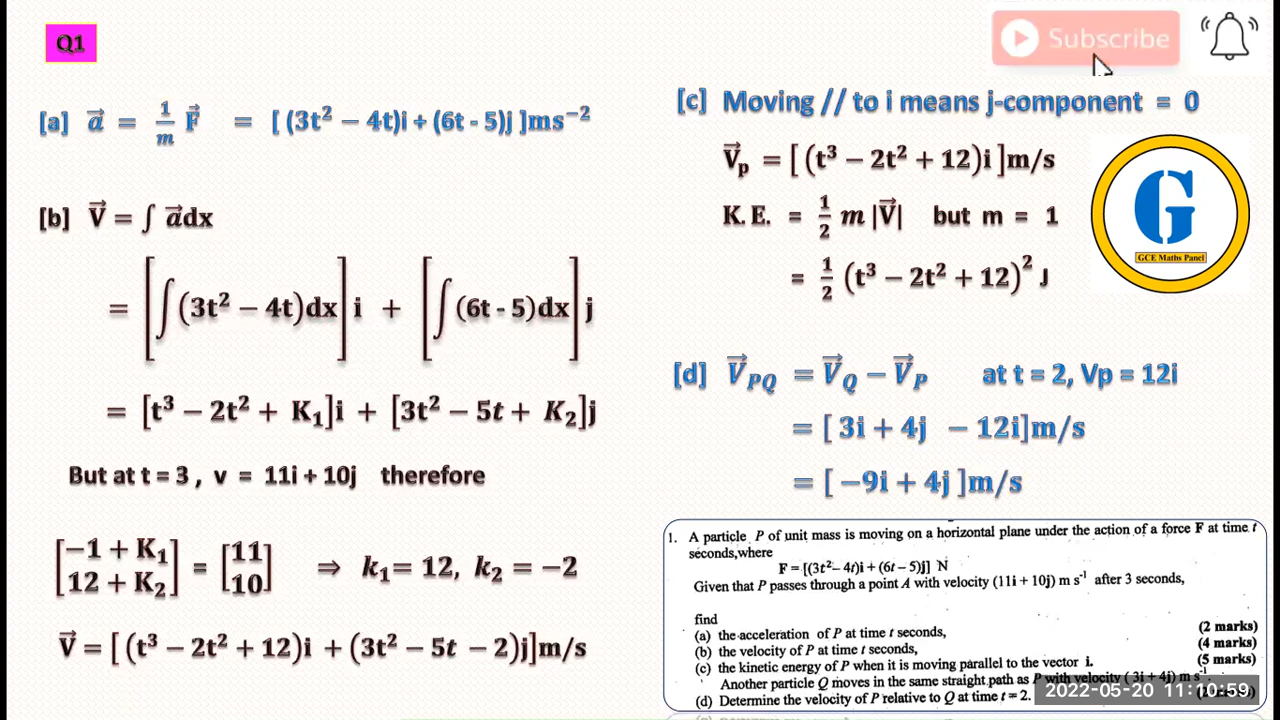 Q1
Subscribe
[a] a⃗ = 1/m F⃗ = [ (3t² − 4t)i + (6t - 5)j ]ms⁻²
[b] V⃗ = ∫ a⃗dx
= [∫(3t² − 4t)dx] i + [∫(6t - 5)dx] j
= [t³ − 2t² + K₁]i + [3t² − 5t + K₂]j
But at t = 3 , v = 11i + 10j therefore
[−1 + K₁
12 + K₂] = [11
10] ⇒ k₁= 12, k₂ = −2
V⃗ = [ (t³ − 2t² + 12)i + (3t² − 5t − 2)j]m/s
[c] Moving // to i means j-component = 0
V⃗p = [ (t³ − 2t² + 12)i ]m/s
K. E. = 1/2 m |V⃗| but m = 1
= 1/2 (t³ − 2t² + 12)² J
G
GCE Maths Panel
[d] V⃗PQ = V⃗Q − V⃗P at t = 2, Vp = 12i
= [ 3i + 4j − 12i]m/s
= [ −9i + 4j ]m/s
1. A particle P of unit mass is moving on a horizontal plane under the action of a force F at time t
seconds,where
F = [(3t² − 4t)i + (6t − 5)j] N
Given that P passes through a point A with velocity (11i + 10j) m s⁻¹ after 3 seconds,
find
(a) the acceleration of P at time t seconds, (2 marks)
(b) the velocity of P at time t seconds, (4 marks)
(c) the kinetic energy of P when it is moving parallel to the vector i. (5 marks)
Another particle Q moves in the same straight path as P with velocity ( 3i + 4j) m s⁻¹.
(d) Determine the velocity of P relative to Q at time t = 2.
2022-05-20 11:10:59